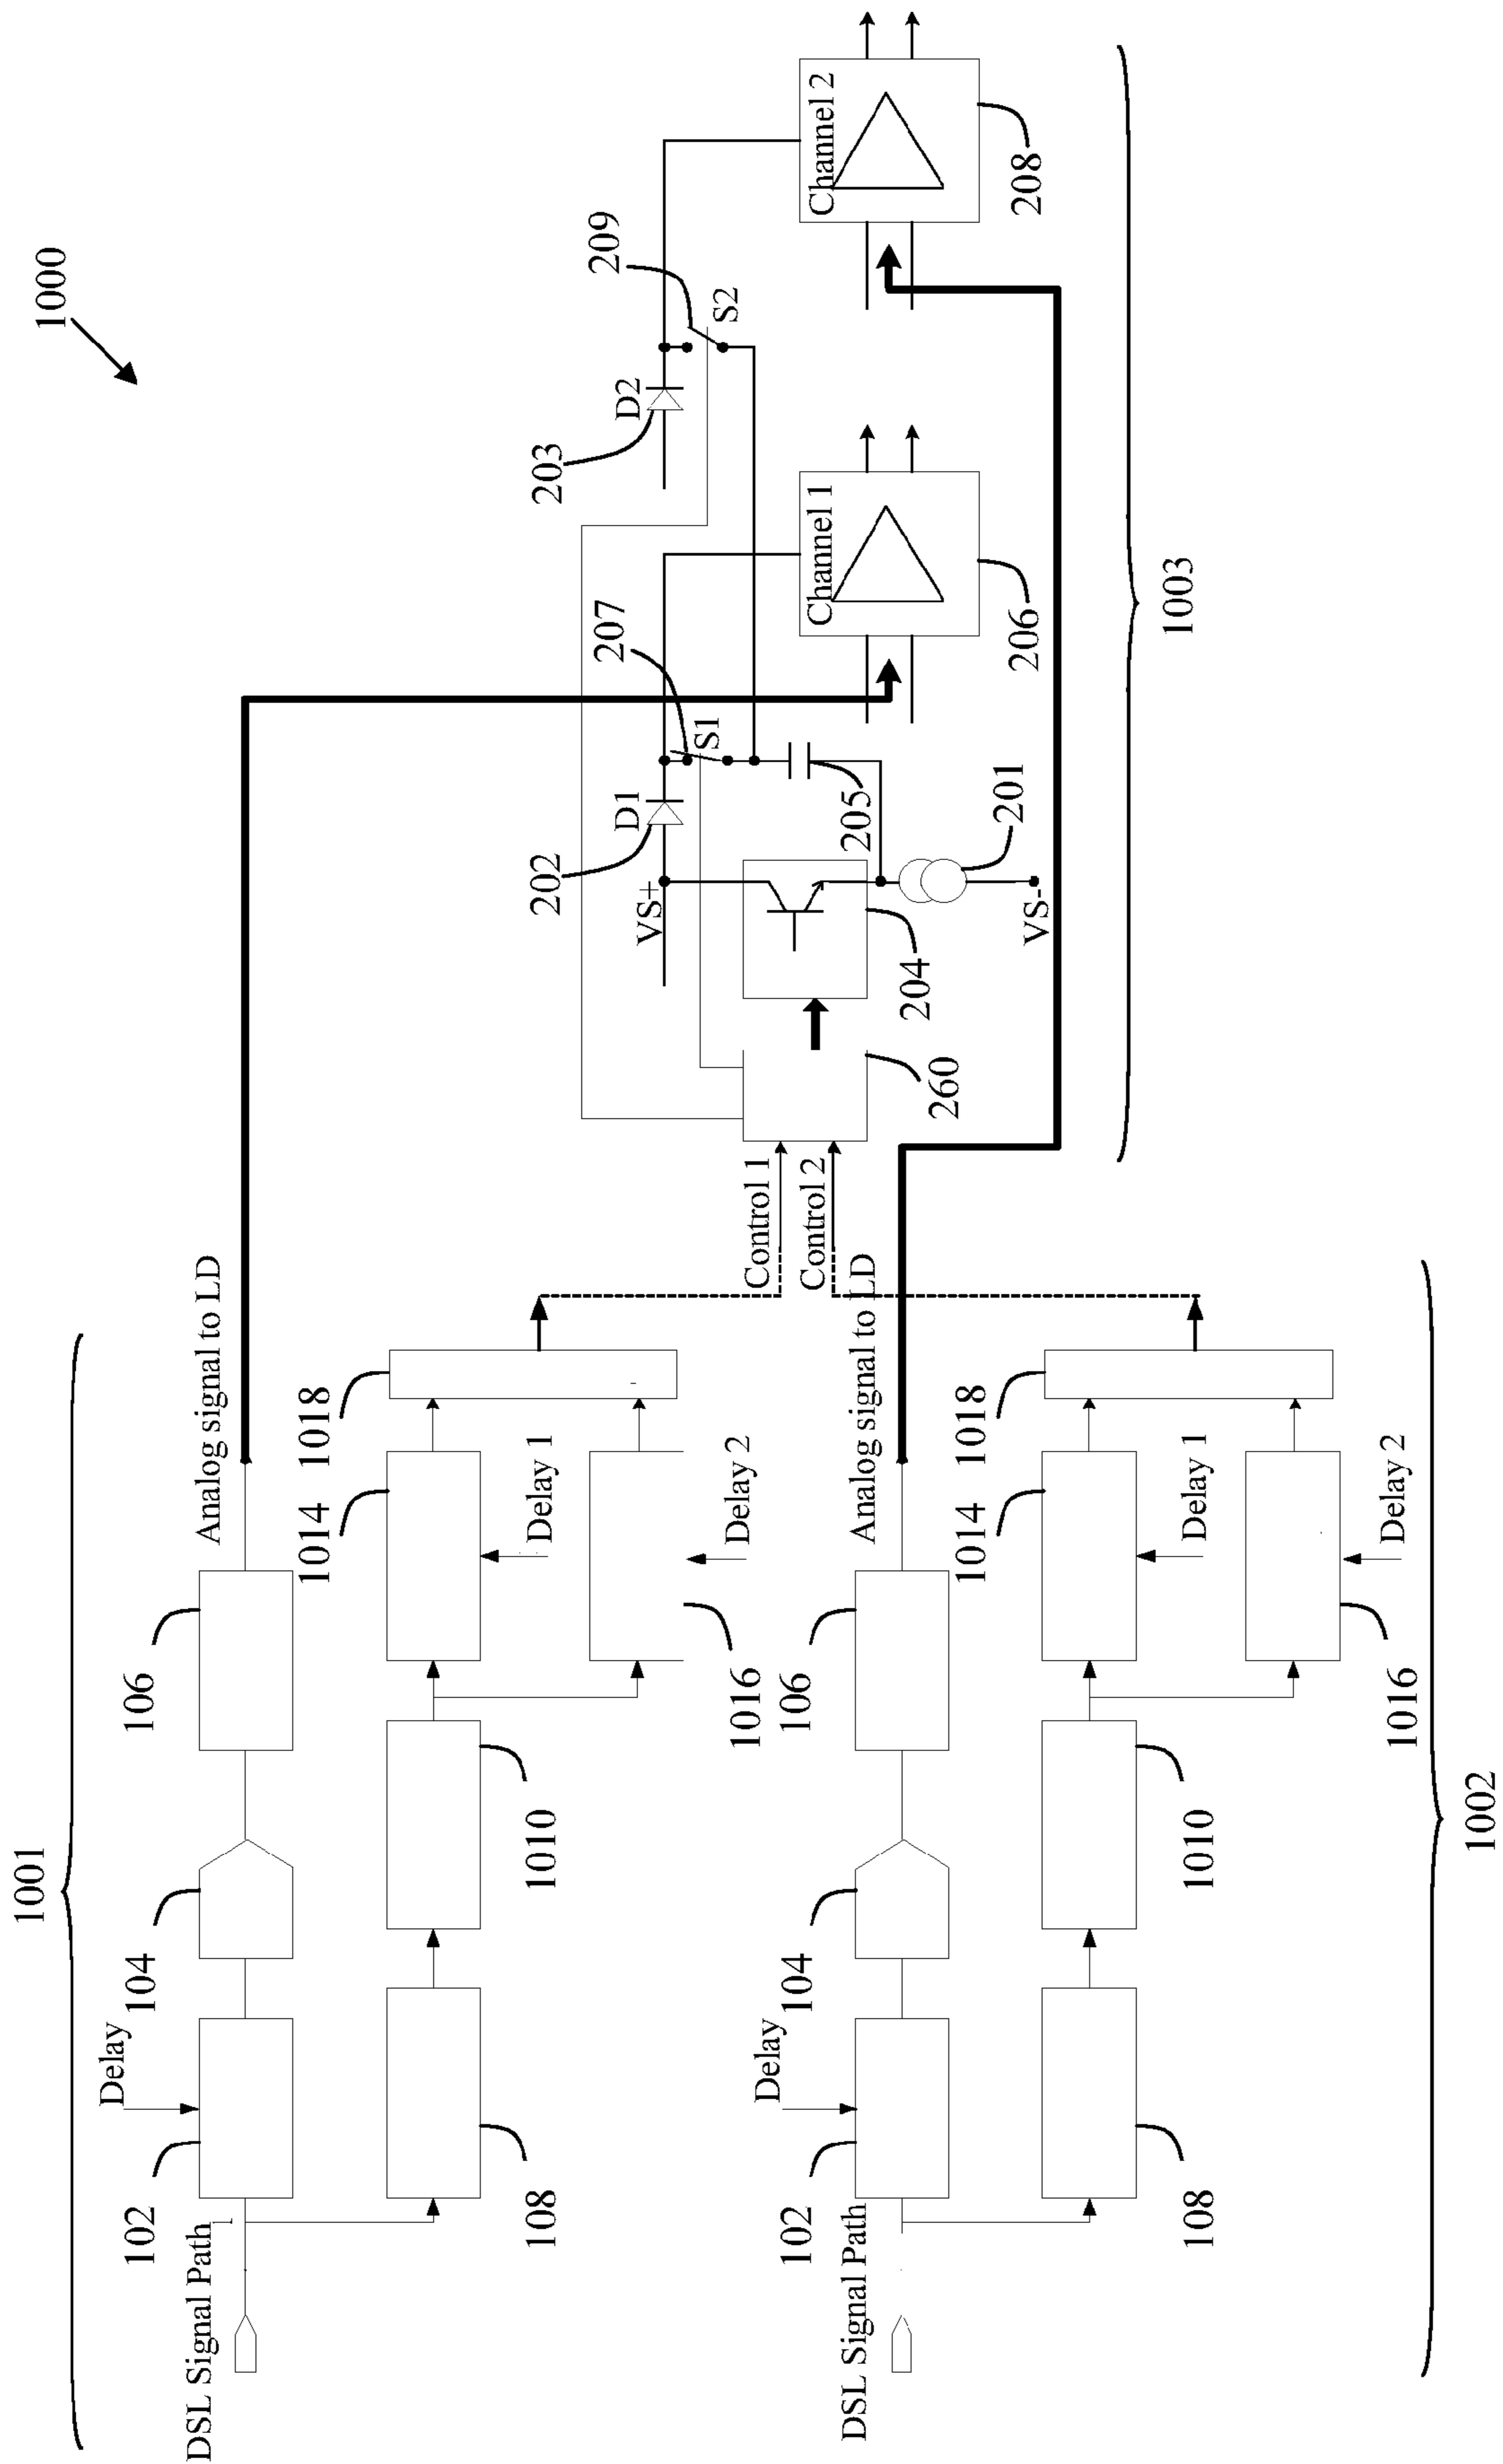 1000
1001
DSL Signal Path
102
Delay
104
106
Analog signal to LD
108
1010
1014
Delay 1
1016
Delay 2
1018
DSL Signal Path
102
Delay
104
106
Analog signal to LD
108
1010
1014
Delay 1
1016
Delay 2
1018
1002
Control 1
Control 2
260
204
VS+
VS-
201
202
D1
205
207
S1
Channel 1
206
203
D2
209
S2
Channel 2
208
1003